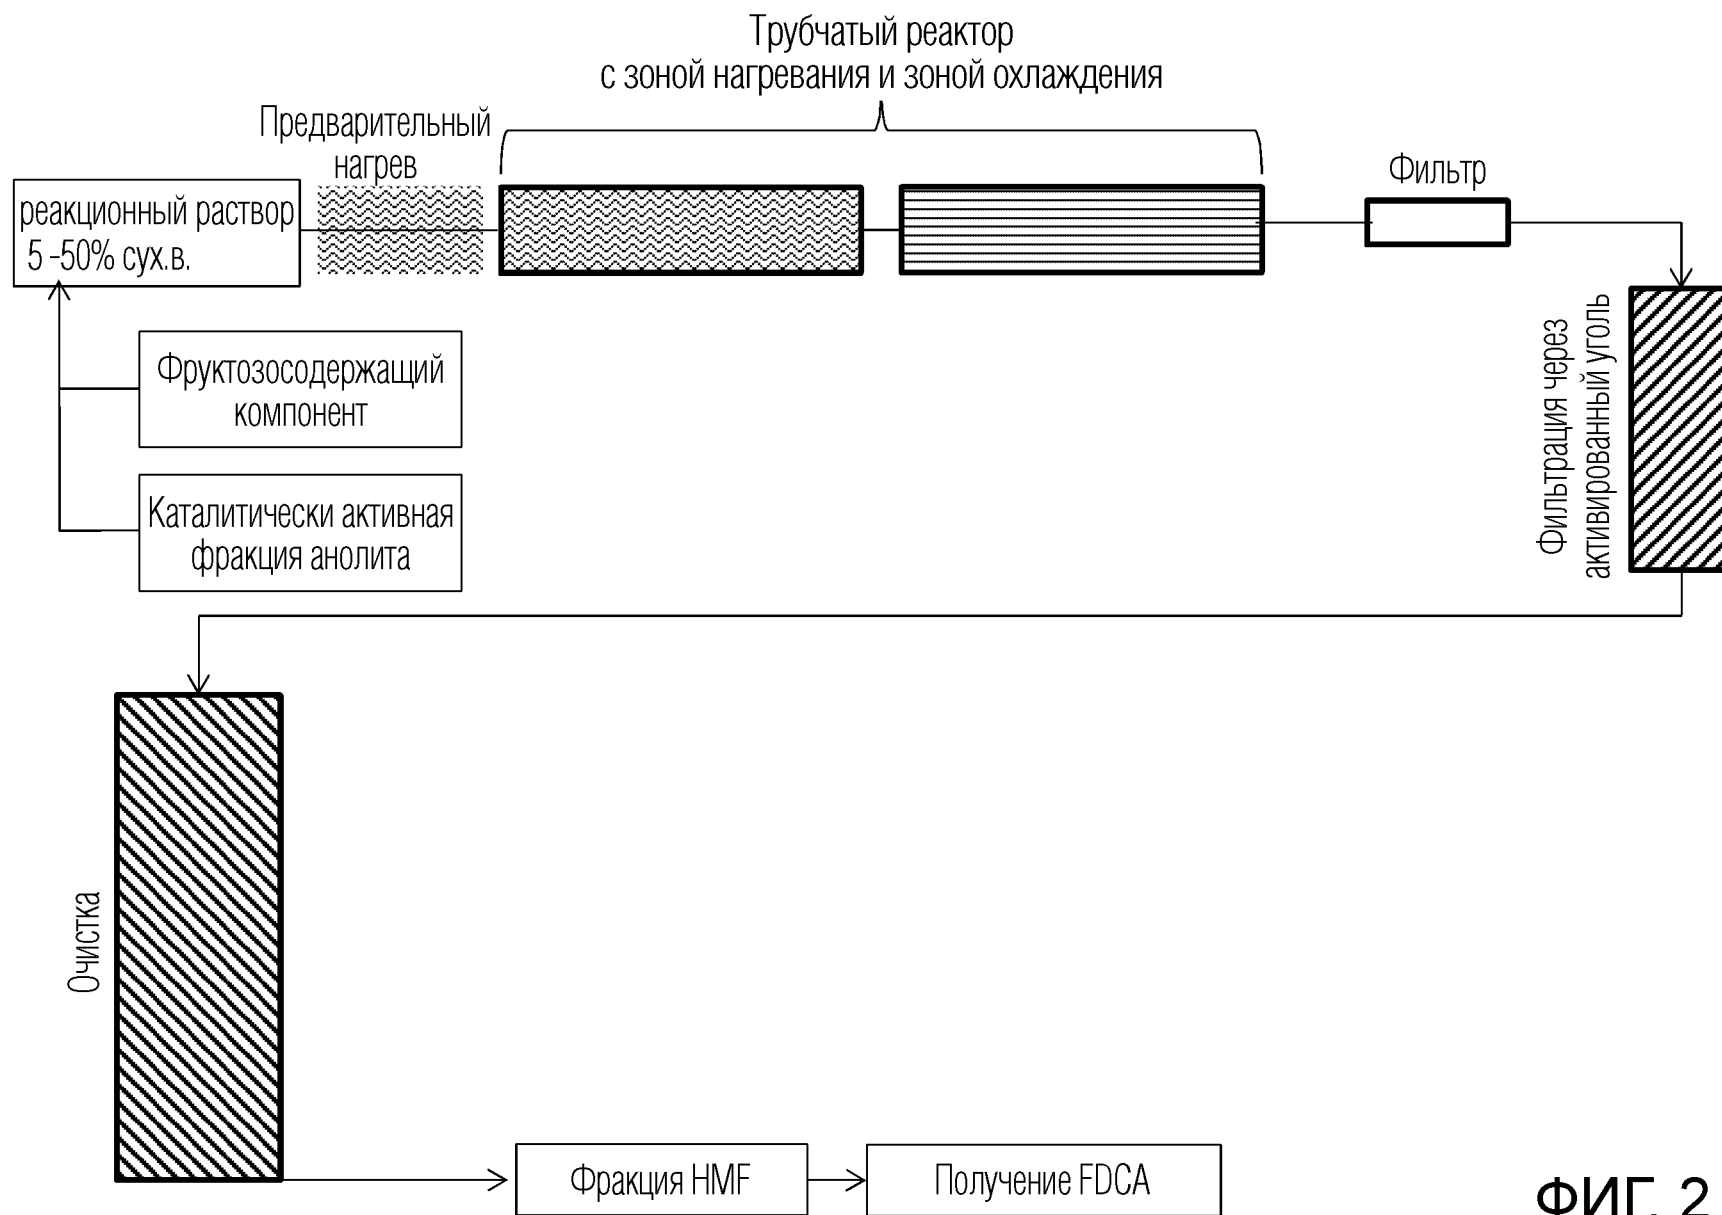 Трубчатый реактор
с зоной нагревания и зоной охлаждения
Предварительный
нагрев
Фильтр
реакционный раствор
5 -50% сух.в.
Фруктозосодержащий
компонент
Каталитически активная
фракция анолита
Фильтрация через
активированный уголь
Очистка
Фракция HMF
Получение FDCA
ФИГ. 2